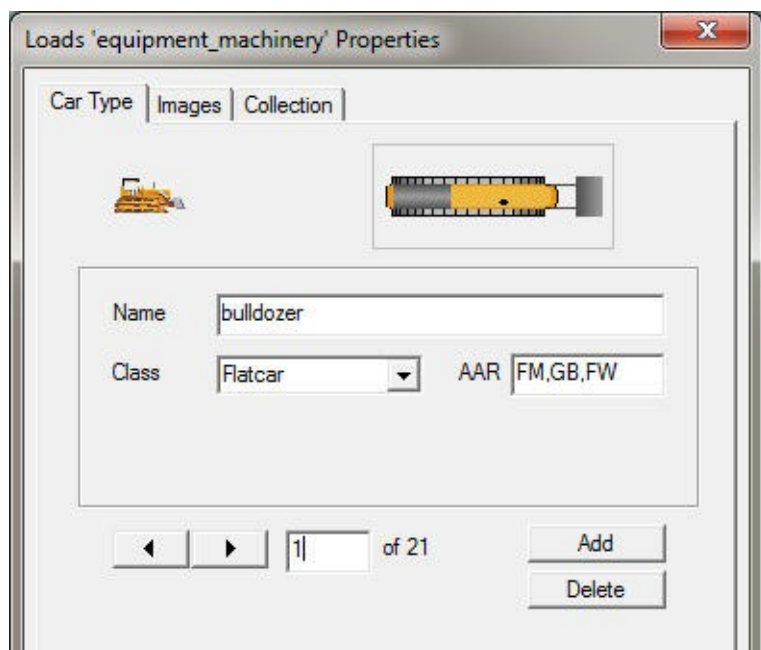 Loads 'equipment_machinery' Properties
Car Type Images Collection
Name bulldozer
Class Flatcar AAR FM,GB,FW
1 of 21 Add
Delete